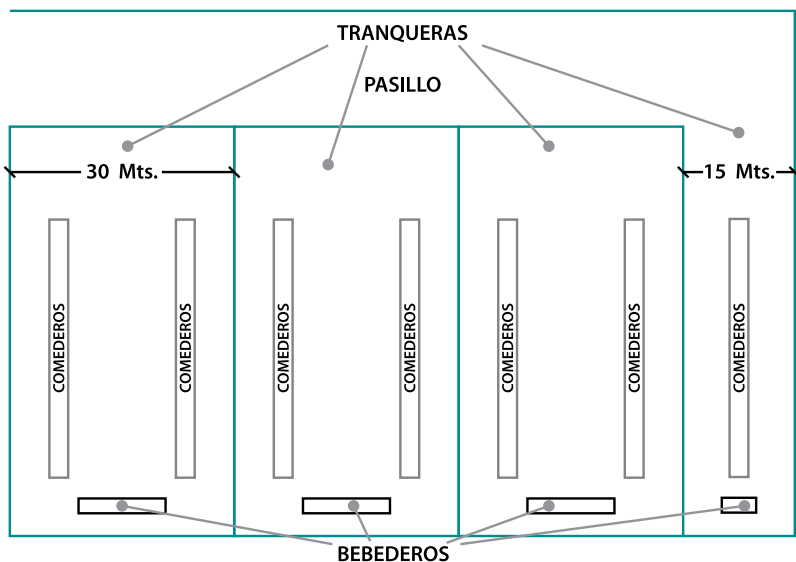 TRANQUERAS
PASILLO
30 Mts.
15 Mts.
COMEDEROS
COMEDEROS
COMEDEROS
COMEDEROS
COMEDEROS
COMEDEROS
COMEDEROS
BEBEDEROS